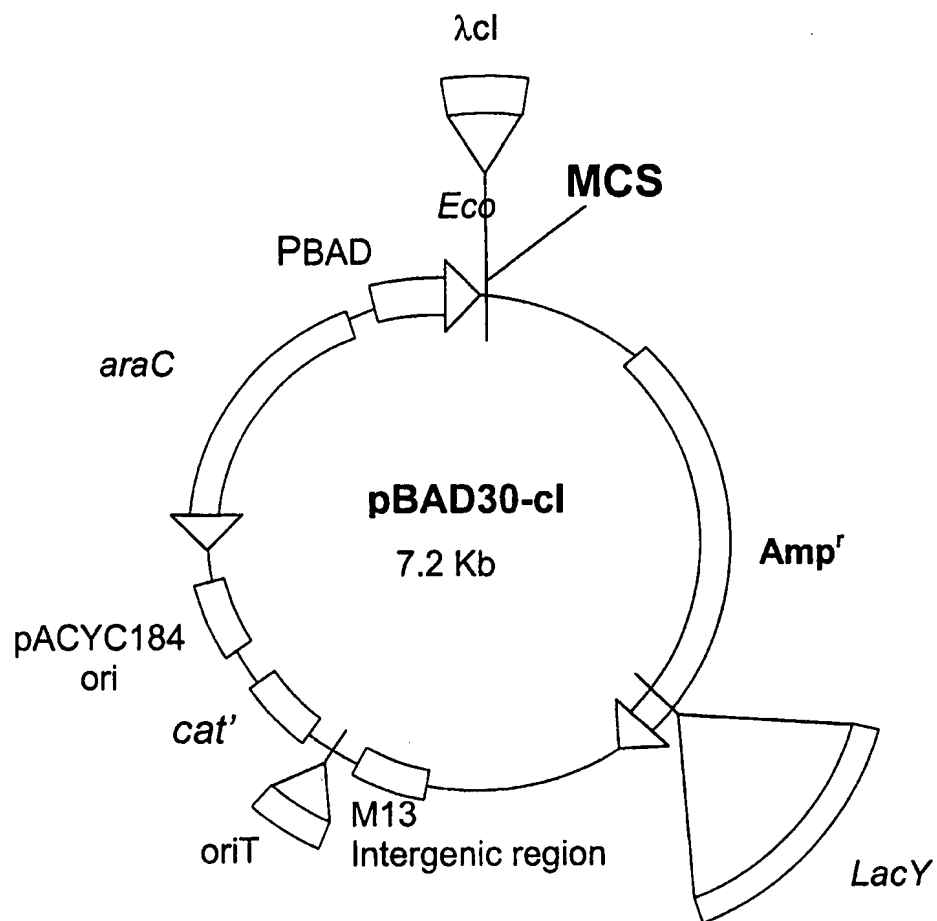 λcI
Eco
MCS
PBAD
araC
pBAD30-cI
7.2 Kb
Ampʳ
pACYC184
ori
cat'
oriT
M13
Intergenic region
LacY